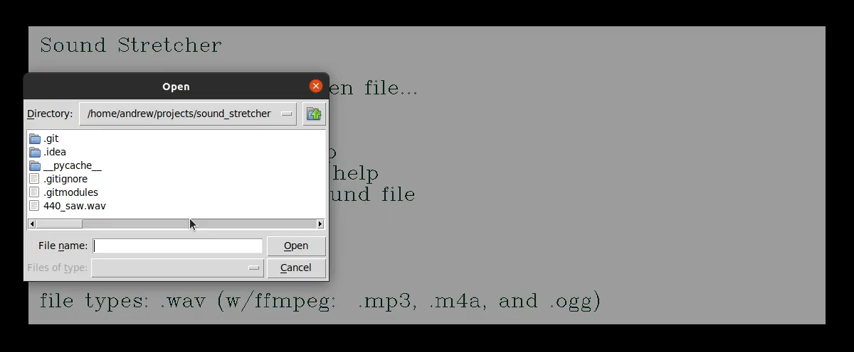 Sound Stretcher
en file...
help
und file
file types: .wav (w/ffmpeg: .mp3, .m4a, and .ogg)
Open
Directory: /home/andrew/projects/sound_stretcher
.git
.idea
__pycache__
.gitignore
.gitmodules
440_saw.wav
File name:
Open
Files of type:
Cancel